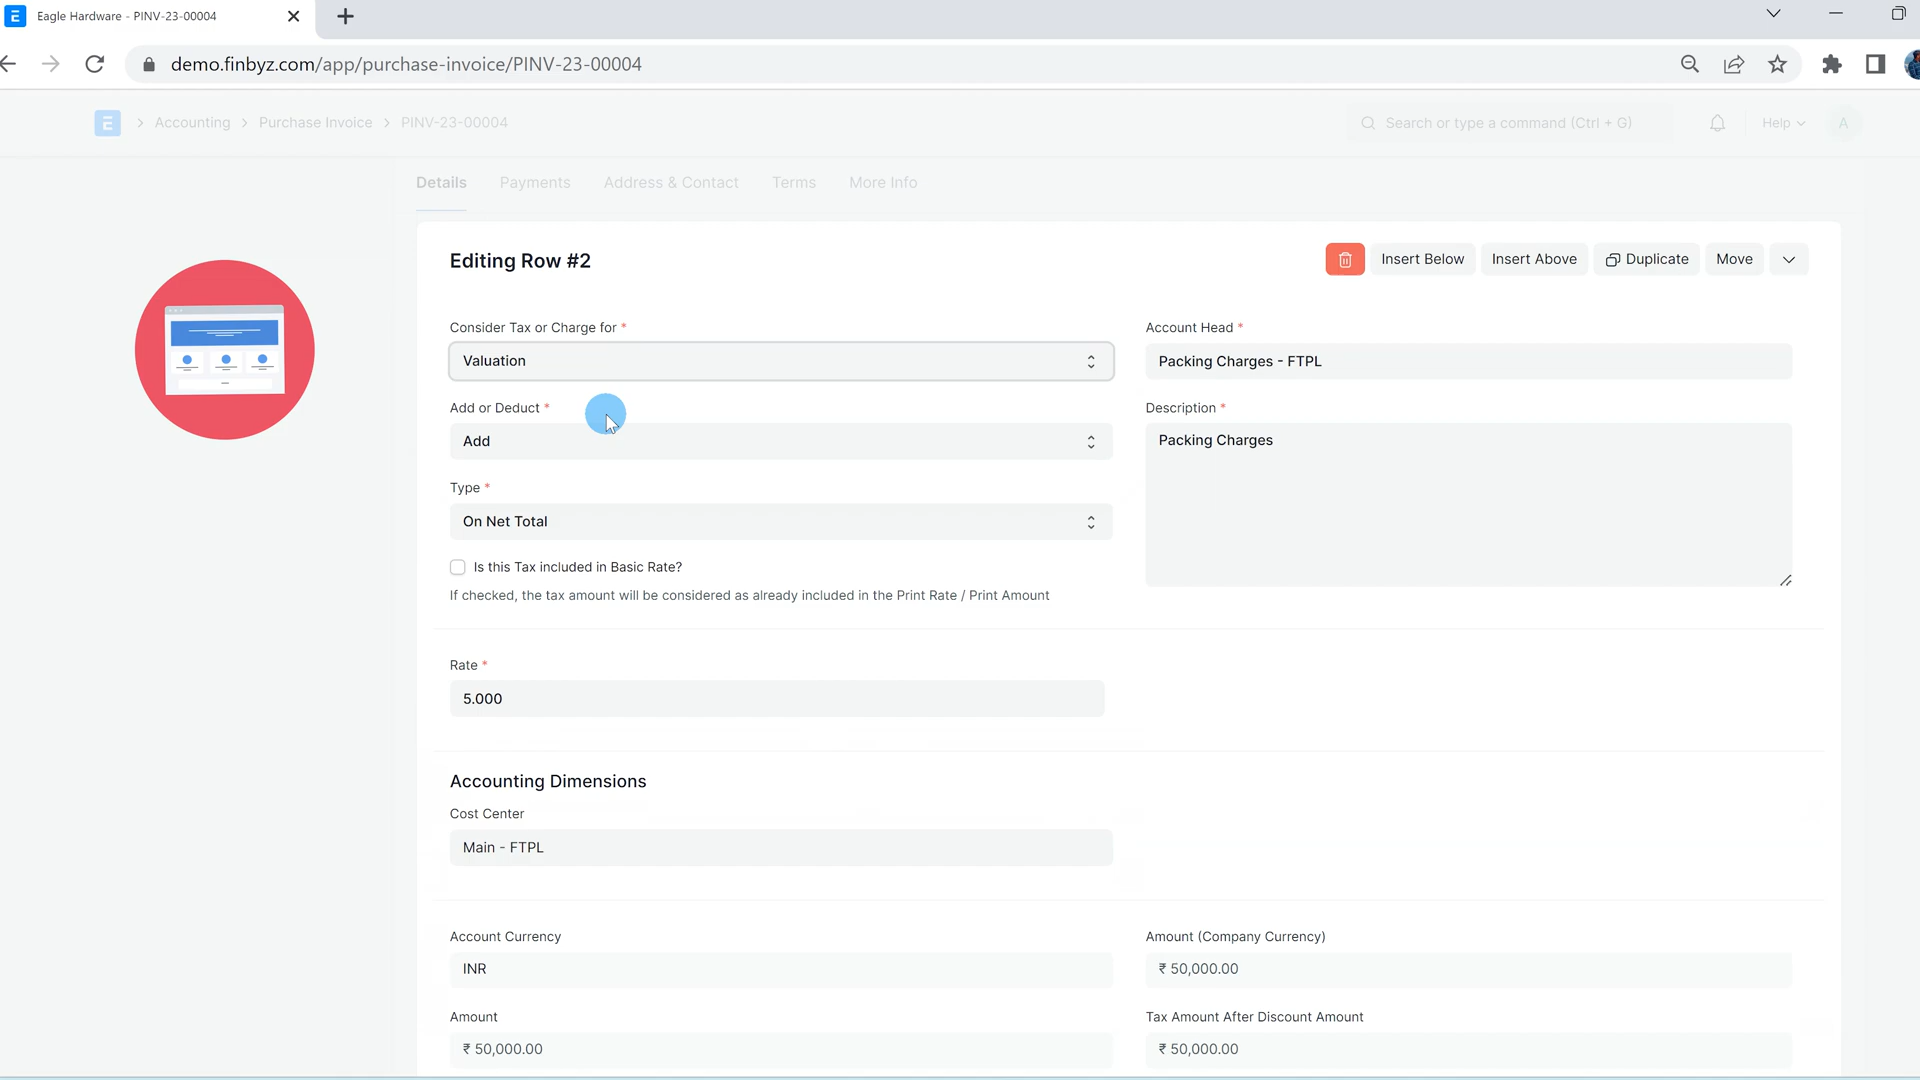 Eagle Hardware - PINV-23-00004
demo.finbyz.com/app/purchase-invoice/PINV-23-00004
E
Accounting
Purchase Invoice
PINV-23-00004
Search or type a command (Ctrl + G)
Help
A
Details
Payments
Address & Contact
Terms
More Info
Editing Row #2
Insert Below
Insert Above
Duplicate
Move
Consider Tax or Charge for *
Valuation
Account Head *
Packing Charges - FTPL
Add or Deduct *
Add
Description *
Packing Charges
Type *
On Net Total
Is this Tax included in Basic Rate?
If checked, the tax amount will be considered as already included in the Print Rate / Print Amount
Rate *
5.000
Accounting Dimensions
Cost Center
Main - FTPL
Account Currency
INR
Amount (Company Currency)
₹ 50,000.00
Amount
₹ 50,000.00
Tax Amount After Discount Amount
₹ 50,000.00